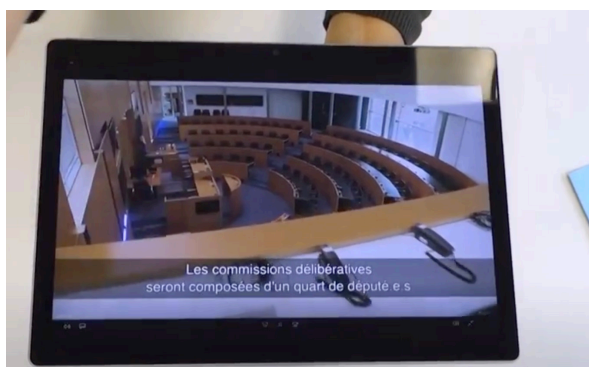 Les commissions délibératives
seront composées d'un quart de député.e.s